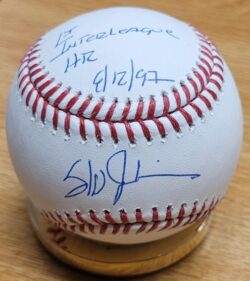 1st
INTERLEAGUE
HR
6/12/97